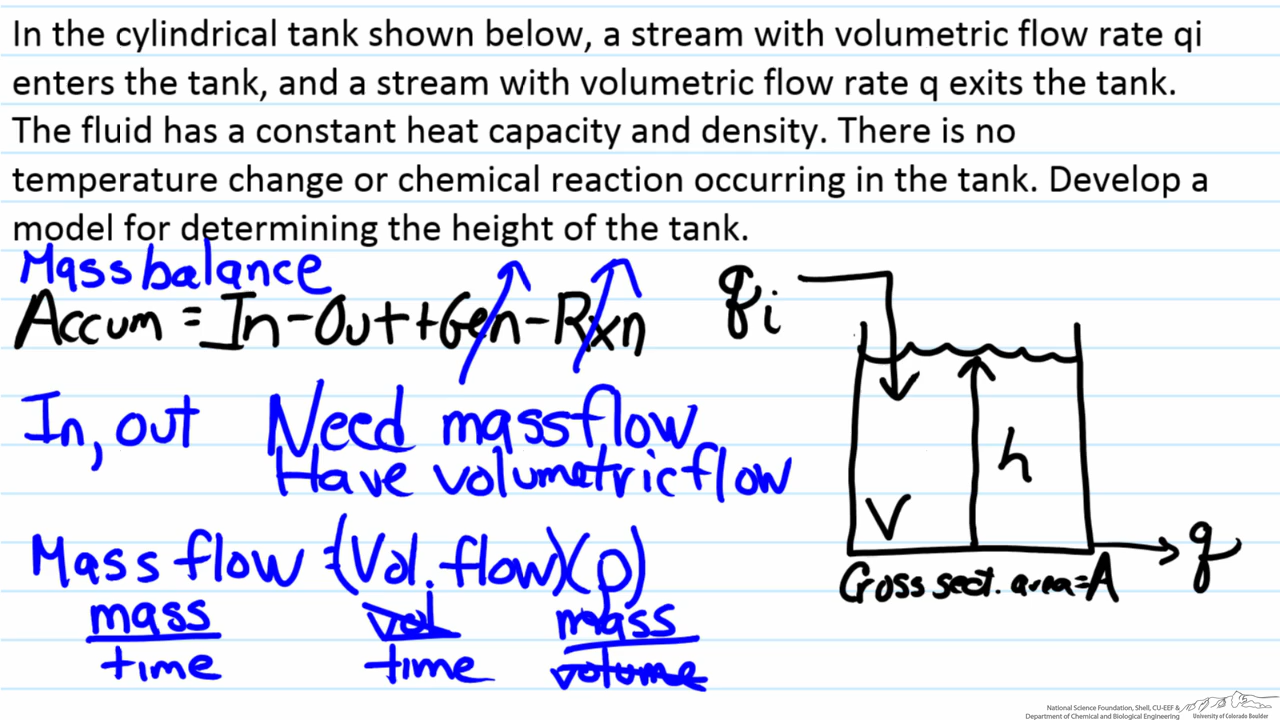 In the cylindrical tank shown below, a stream with volumetric flow rate qi
enters the tank, and a stream with volumetric flow rate q exits the tank.
The fluid has a constant heat capacity and density. There is no
temperature change or chemical reaction occurring in the tank. Develop a
model for determining the height of the tank.
Mass balance
Accum = In - Out + Gen - Rxn
qi
In, out Need mass flow
Have volumetric flow
h
V
q
Mass flow = (Vol. flow)(ρ)
Cross sect. area = A
mass vol mass
time time volume
National Science Foundation, Shell, CU-EEF &
Department of Chemical and Biological Engineering
University of Colorado Boulder